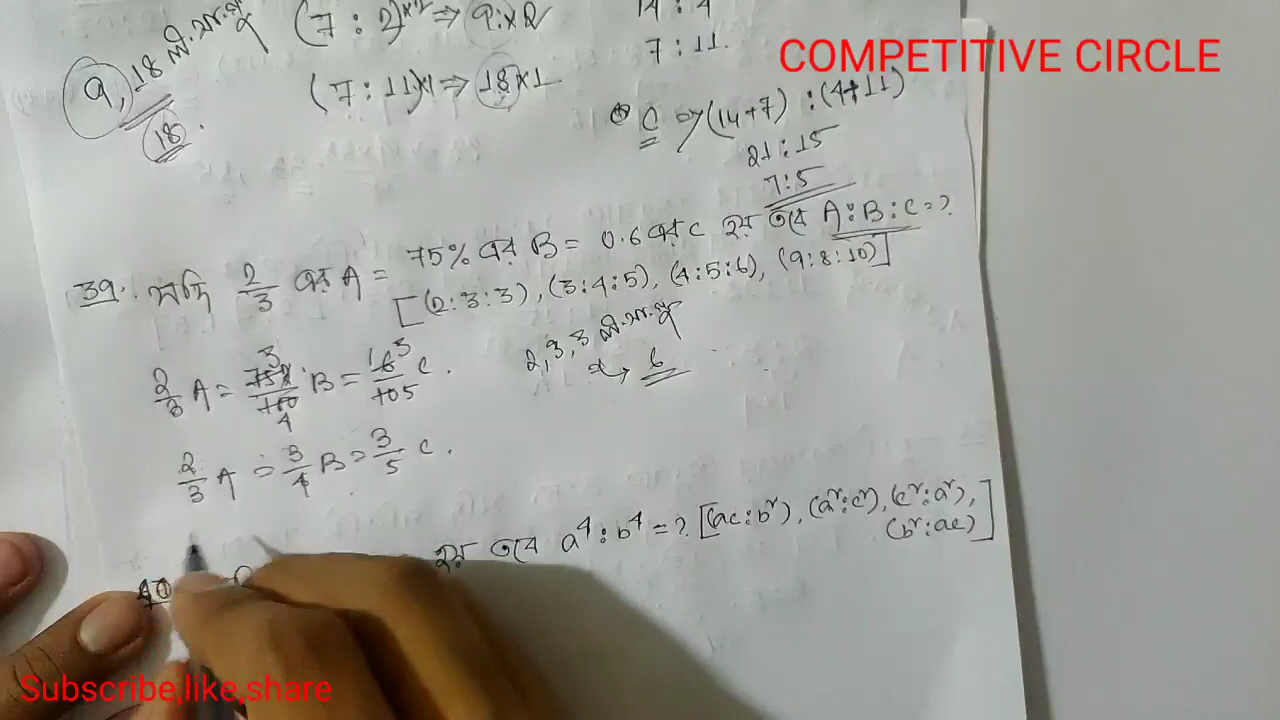 14 : 4
(7 : 2)×2 ⇒ 9 × 2
7 : 11.
COMPETITIVE CIRCLE
9, 18 ল.সা.গু
(7 : 11)×1 ⇒ 18×1
18.
C ⇒ (14+7) : (4+11)
21 : 15
7 : 5
39. যদি 2/3 এর A = 75% এর B = 0.6 এর C হয় তবে A : B : C = ?
[(2:3:3), (3:4:5), (4:5:6), (9:8:10)]
2/3 A = 75/100 B = 6/10 C.
2, 3, 3 ল.সা.গু
→ 6
2/3 A = 3/4 B = 3/5 C.
40
হয় তবে a⁴ : b⁴ = ? [(ac : b²), (a² : c²), (c² : a²),
(b² : ac)]
Subscribe,like,share